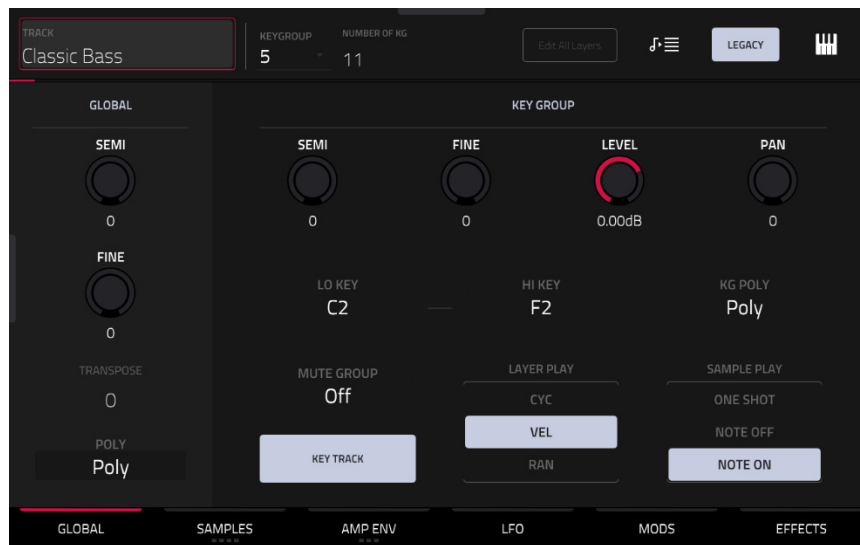 TRACK
Classic Bass
KEYGROUP
5
NUMBER OF KG
11
Edit All Layers
LEGACY
GLOBAL
SEMI
0
FINE
0
TRANSPOSE
0
POLY
Poly
KEY GROUP
SEMI
0
FINE
0
LEVEL
0.00dB
PAN
0
LO KEY
C2
HI KEY
F2
KG POLY
Poly
MUTE GROUP
Off
KEY TRACK
LAYER PLAY
CYC
VEL
RAN
SAMPLE PLAY
ONE SHOT
NOTE OFF
NOTE ON
GLOBAL
SAMPLES
AMP ENV
LFO
MODS
EFFECTS